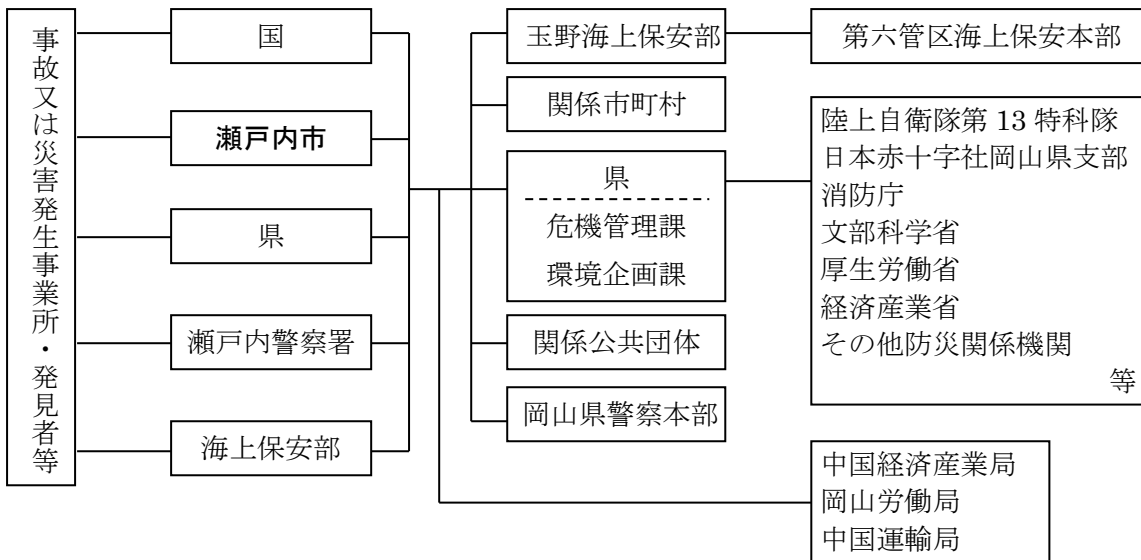 事故又は災害発生事業所・発見者等
国
瀬戸内市
県
瀬戸内警察署
海上保安部
玉野海上保安部
関係市町村
県
危機管理課
環境企画課
関係公共団体
岡山県警察本部
第六管区海上保安本部
陸上自衛隊第 13 特科隊
日本赤十字社岡山県支部
消防庁
文部科学省
厚生労働省
経済産業省
その他防災関係機関
等
中国経済産業局
岡山労働局
中国運輸局